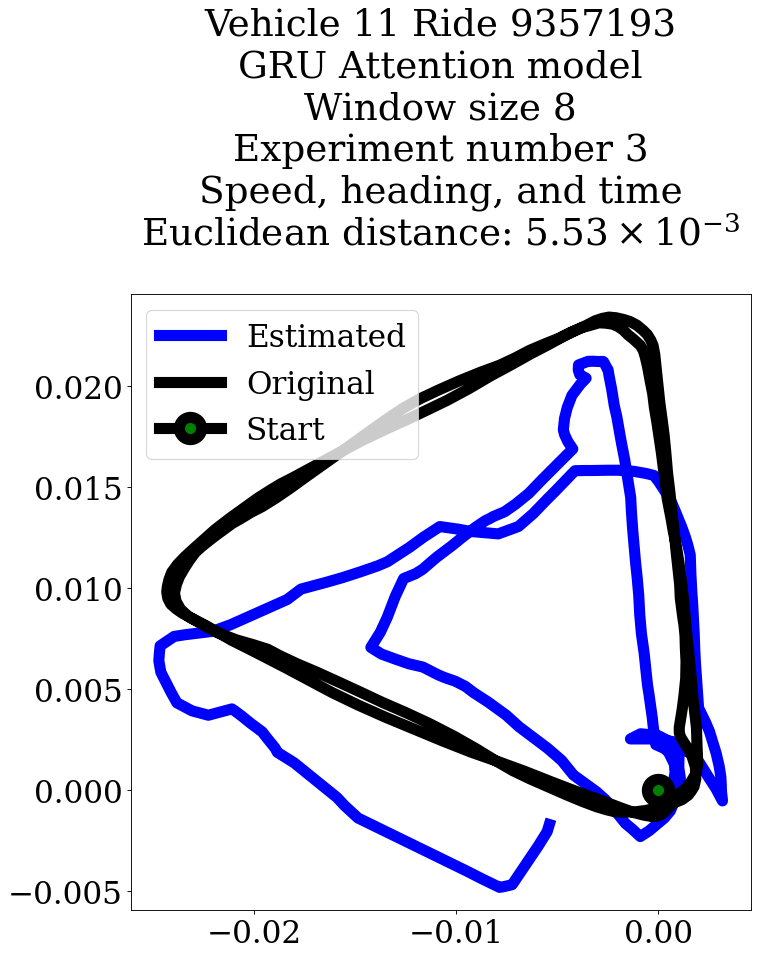 Vehicle 11 Ride 9357193
GRU Attention model
Window size 8
Experiment number 3
Speed, heading, and time
Euclidean distance: 5.53 × 10⁻³
Estimated
Original
Start
0.020
0.015
0.010
0.005
0.000
−0.005
−0.02
−0.01
0.00